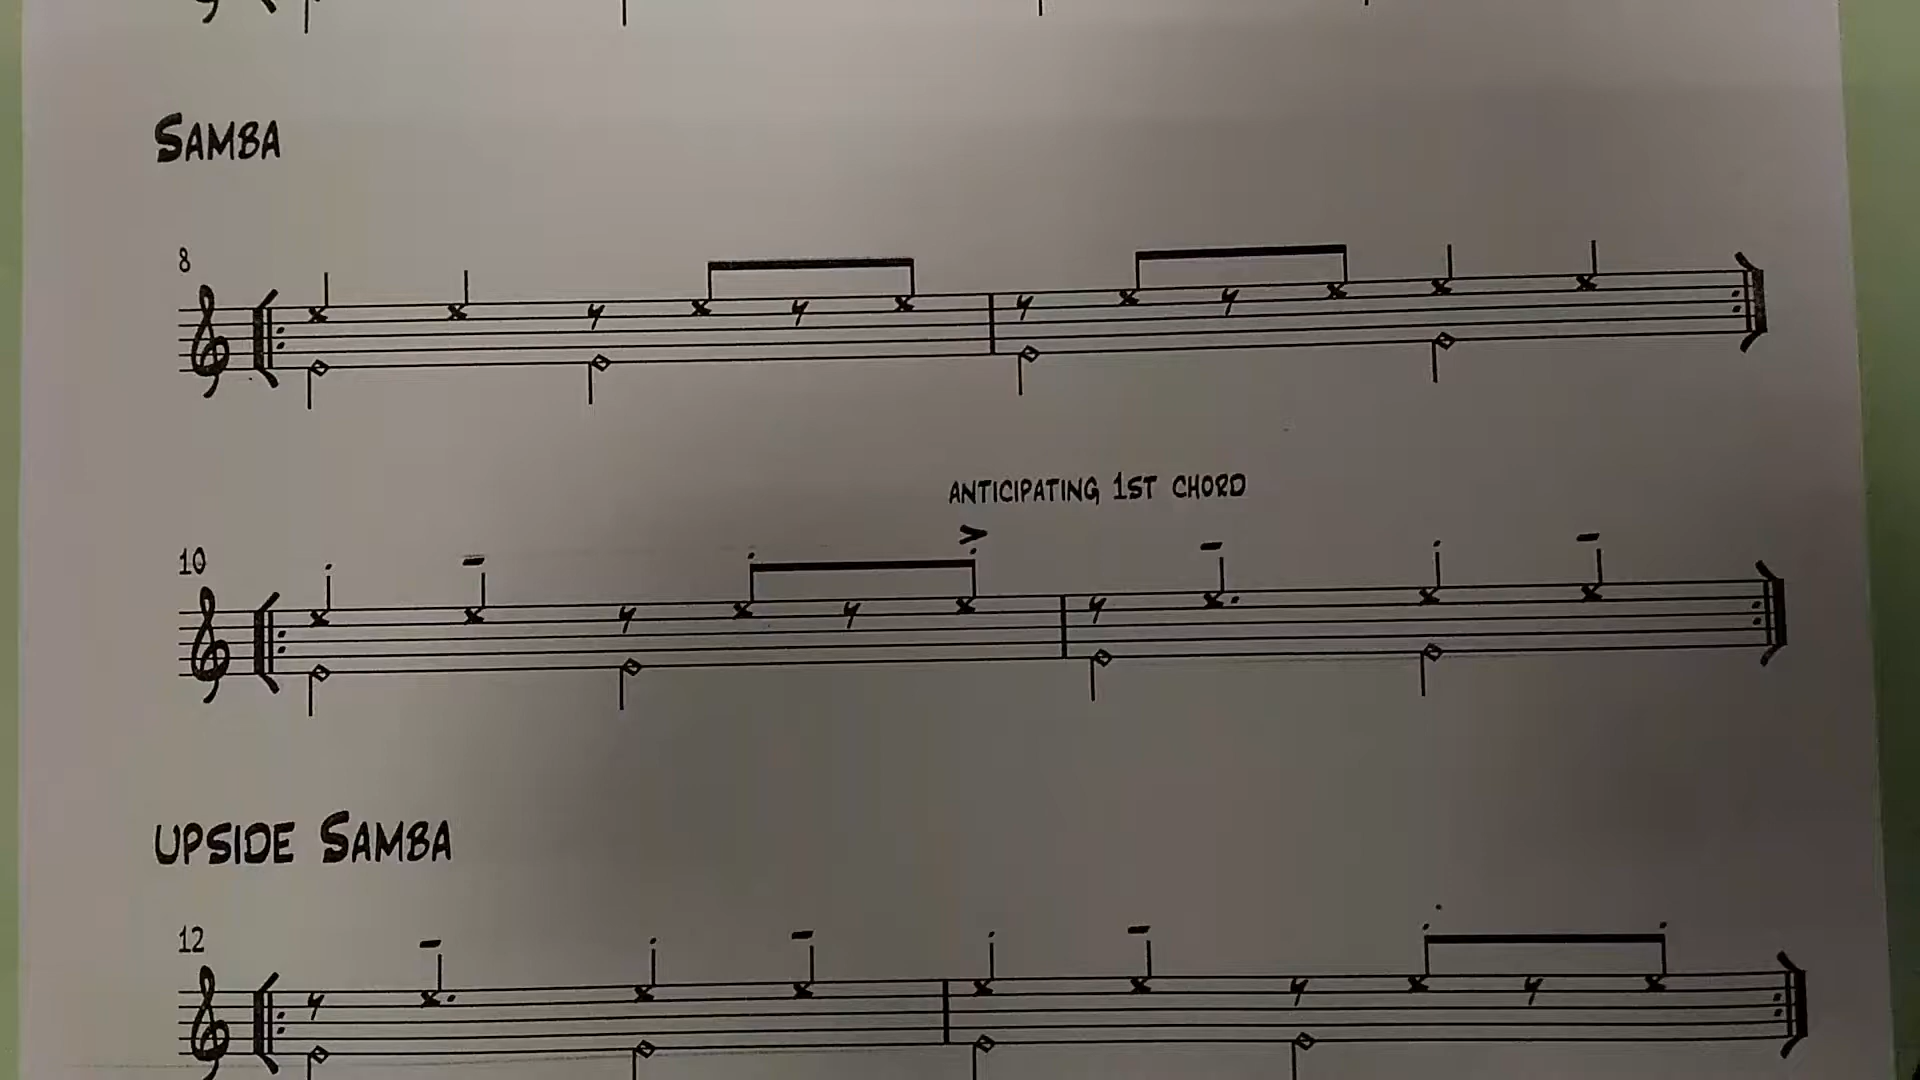 SAMBA
8
ANTICIPATING 1ST CHORD
10
UPSIDE SAMBA
12